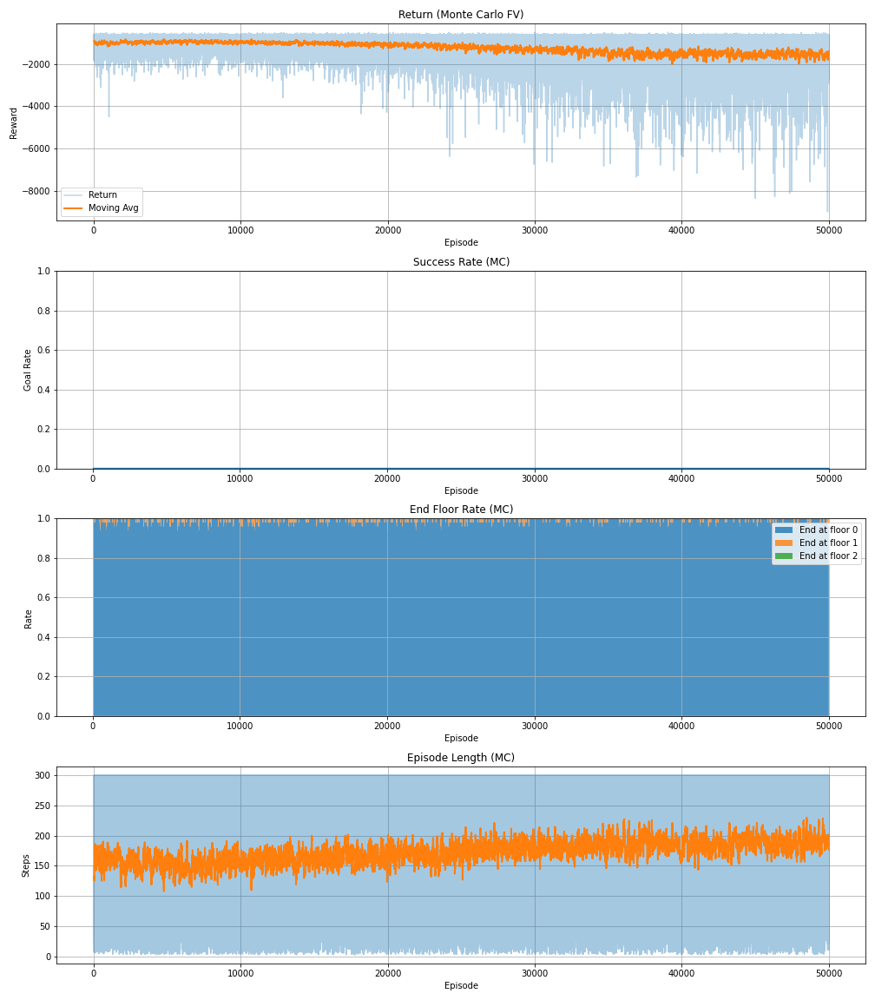 Return (Monte Carlo FV)
Reward
−2000
−4000
−6000
−8000
Return
Moving Avg
0 10000 20000 30000 40000 50000
Episode
Success Rate (MC)
Goal Rate
1.0
0.8
0.6
0.4
0.2
0.0
0 10000 20000 30000 40000 50000
Episode
End Floor Rate (MC)
Rate
1.0
0.8
0.6
0.4
0.2
0.0
End at floor 0
End at floor 1
End at floor 2
0 10000 20000 30000 40000 50000
Episode
Episode Length (MC)
Steps
300
250
200
150
100
50
0
0 10000 20000 30000 40000 50000
Episode